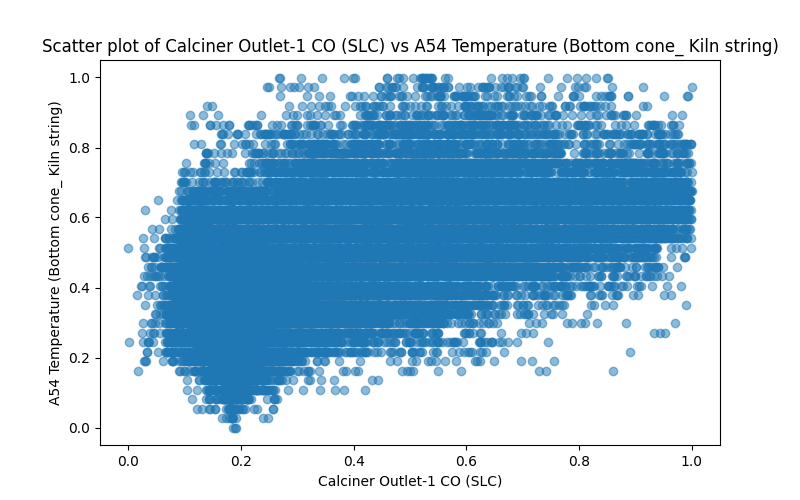 Scatter plot of Calciner Outlet-1 CO (SLC) vs A54 Temperature (Bottom cone_ Kiln string)
A54 Temperature (Bottom cone_ Kiln string)
1.0
0.8
0.6
0.4
0.2
0.0
0.0 0.2 0.4 0.6 0.8 1.0
Calciner Outlet-1 CO (SLC)